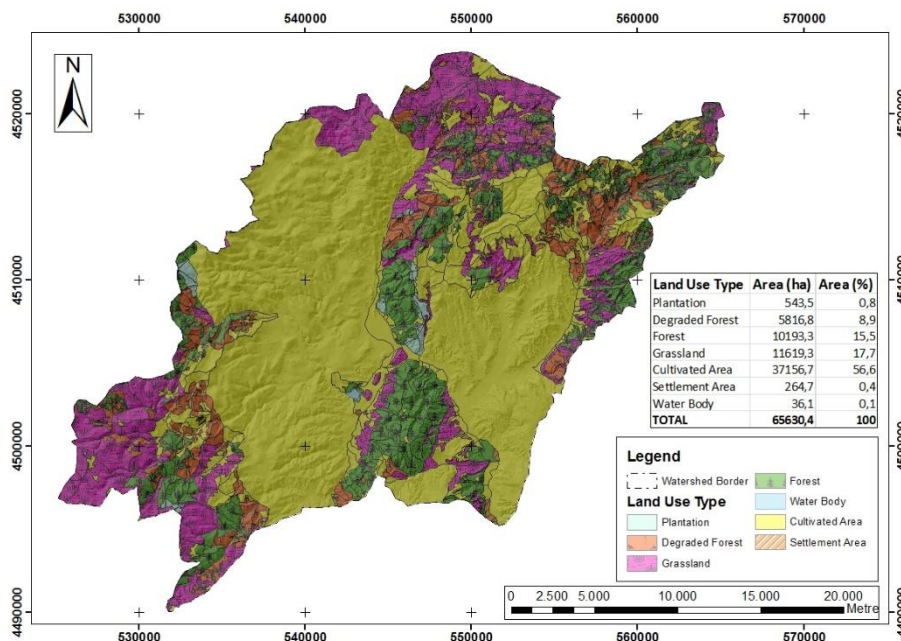 530000 540000 550000 560000 570000
N
4520000 4520000
4510000 4510000
4500000 4500000
4490000 4490000
Land Use Type Area (ha) Area (%)
Plantation 543,5 0,8
Degraded Forest 5816,8 8,9
Forest 10193,3 15,5
Grassland 11619,3 17,7
Cultivated Area 37156,7 56,6
Settlement Area 264,7 0,4
Water Body 36,1 0,1
TOTAL 65630,4 100
Legend
Watershed Border
Land Use Type
Plantation
Degraded Forest
Grassland
Forest
Water Body
Cultivated Area
Settlement Area
0 2.500 5.000 10.000 15.000 20.000
Metre
530000 540000 550000 560000 570000